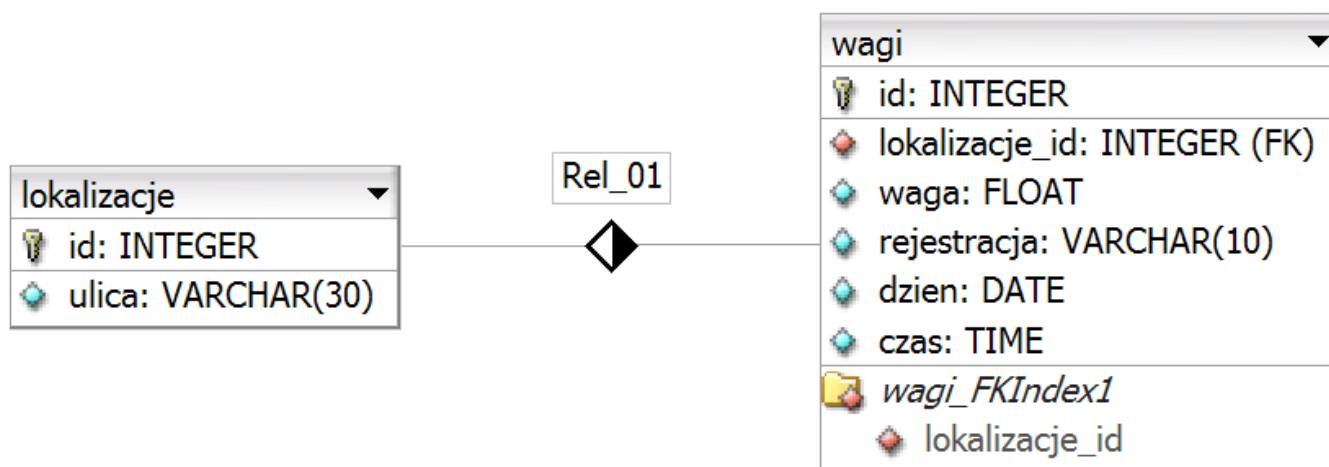 lokalizacje
id: INTEGER
ulica: VARCHAR(30)
Rel_01
wagi
id: INTEGER
lokalizacje_id: INTEGER (FK)
waga: FLOAT
rejestracja: VARCHAR(10)
dzien: DATE
czas: TIME
wagi_FKIndex1
lokalizacje_id